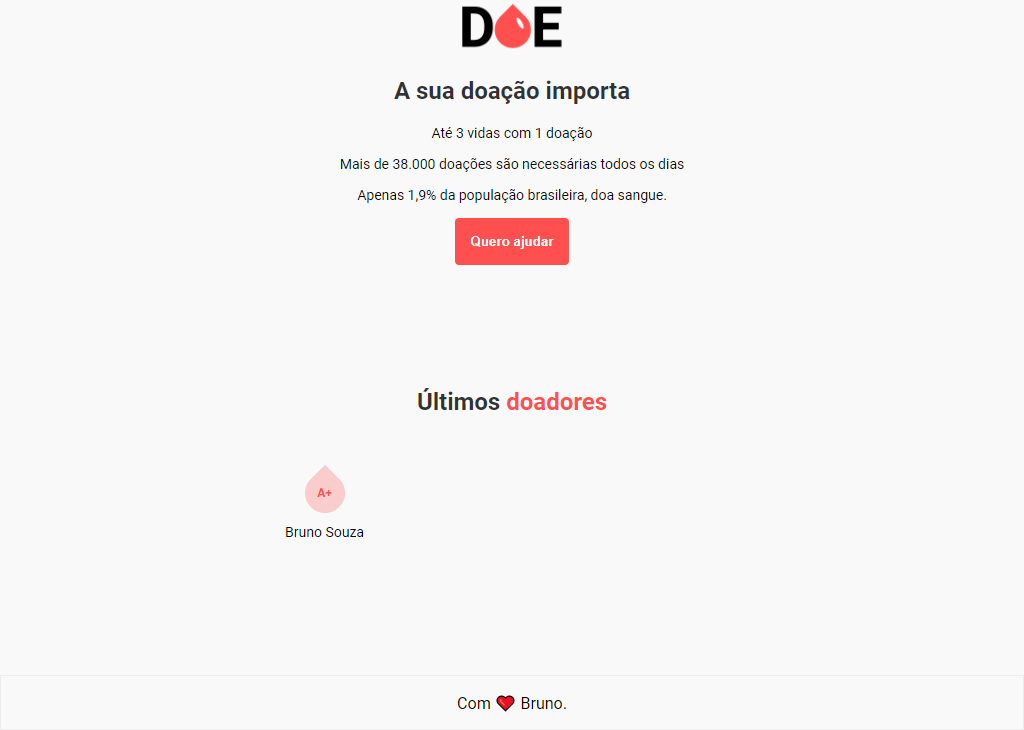 DOE
A sua doação importa
Até 3 vidas com 1 doação
Mais de 38.000 doações são necessárias todos os dias
Apenas 1,9% da população brasileira, doa sangue.
Quero ajudar
Últimos doadores
A+
Bruno Souza
Com ❤ Bruno.